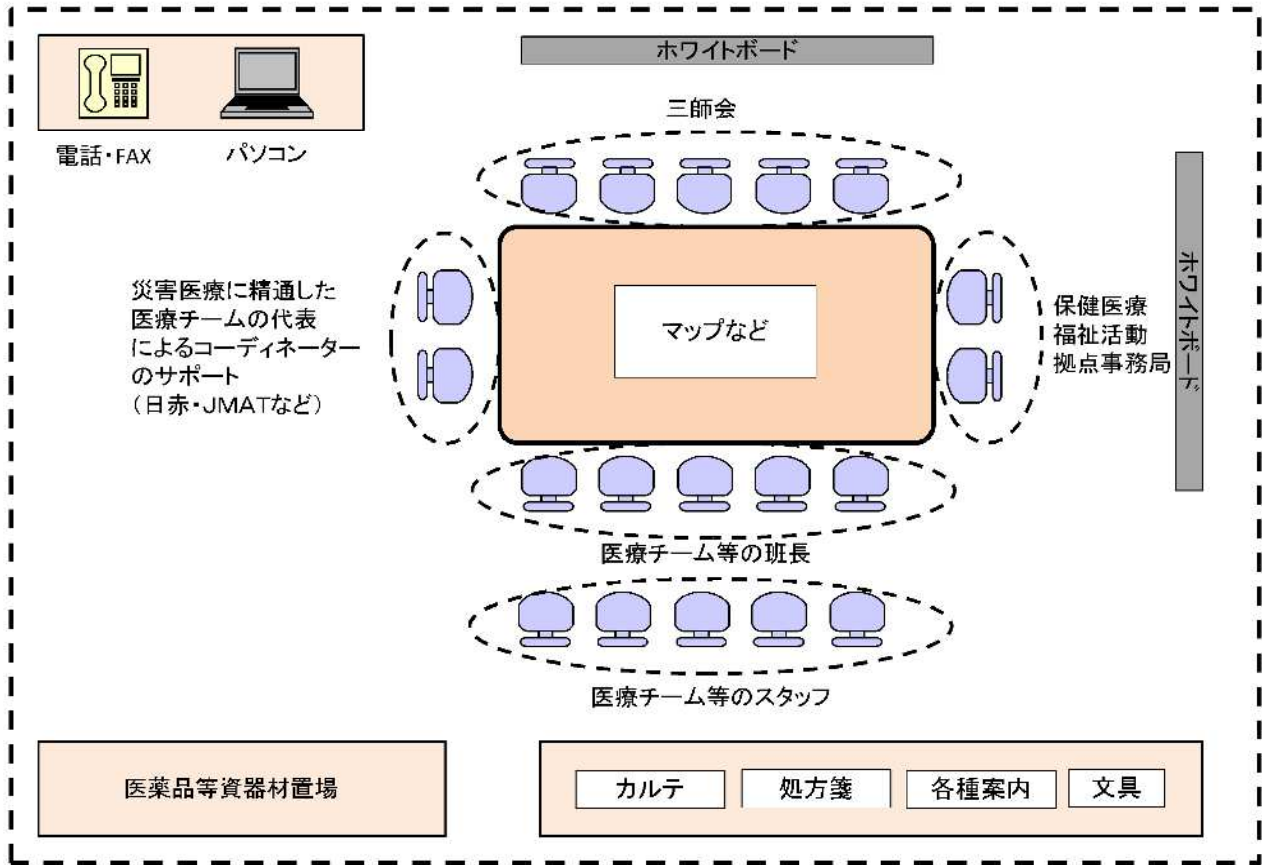 ホワイトボード
三師会
電話・FAX
パソコン
災害医療に精通した
医療チームの代表
によるコーディネーター
のサポート
（日赤・JMATなど）
マップなど
保健医療
福祉活動
拠点事務局
ホワイトボード
医療チーム等の班長
医療チーム等のスタッフ
医薬品等資器材置場
カルテ
処方箋
各種案内
文具